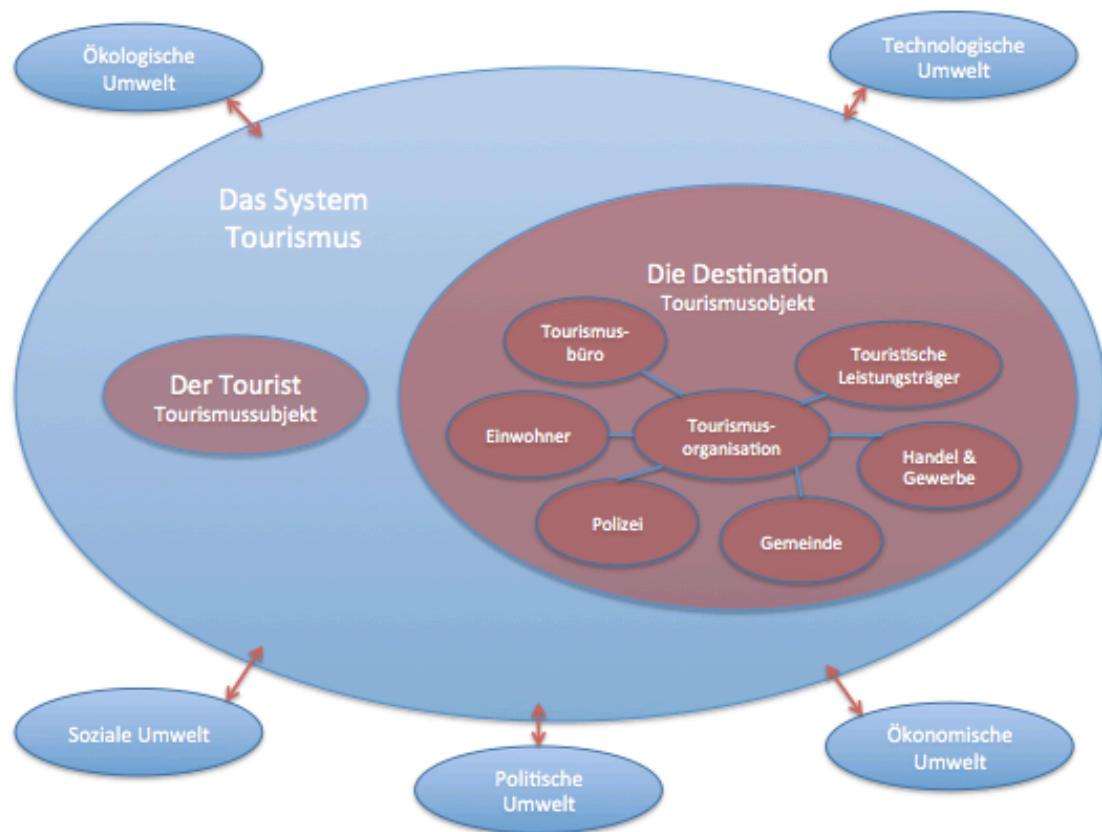 Ökologische
Umwelt
Technologische
Umwelt
Das System
Tourismus
Die Destination
Tourismusobjekt
Tourismus-
büro
Touristische
Leistungsträger
Der Tourist
Tourismussubjekt
Einwohner
Tourismus-
organisation
Handel &
Gewerbe
Polizei
Gemeinde
Soziale Umwelt
Politische
Umwelt
Ökonomische
Umwelt